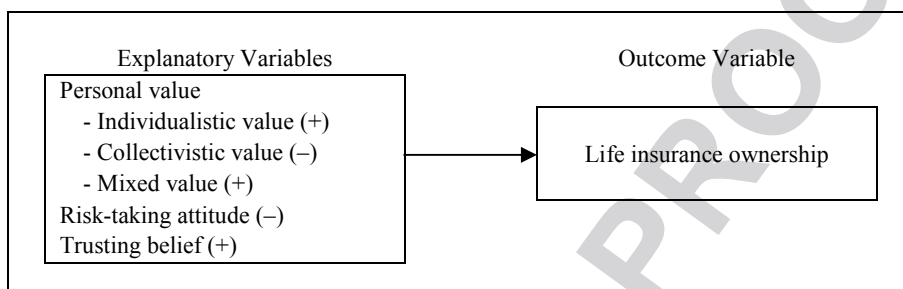 Explanatory Variables
Personal value
- Individualistic value (+)
- Collectivistic value (–)
- Mixed value (+)
Risk-taking attitude (–)
Trusting belief (+)
Outcome Variable
Life insurance ownership
PROO